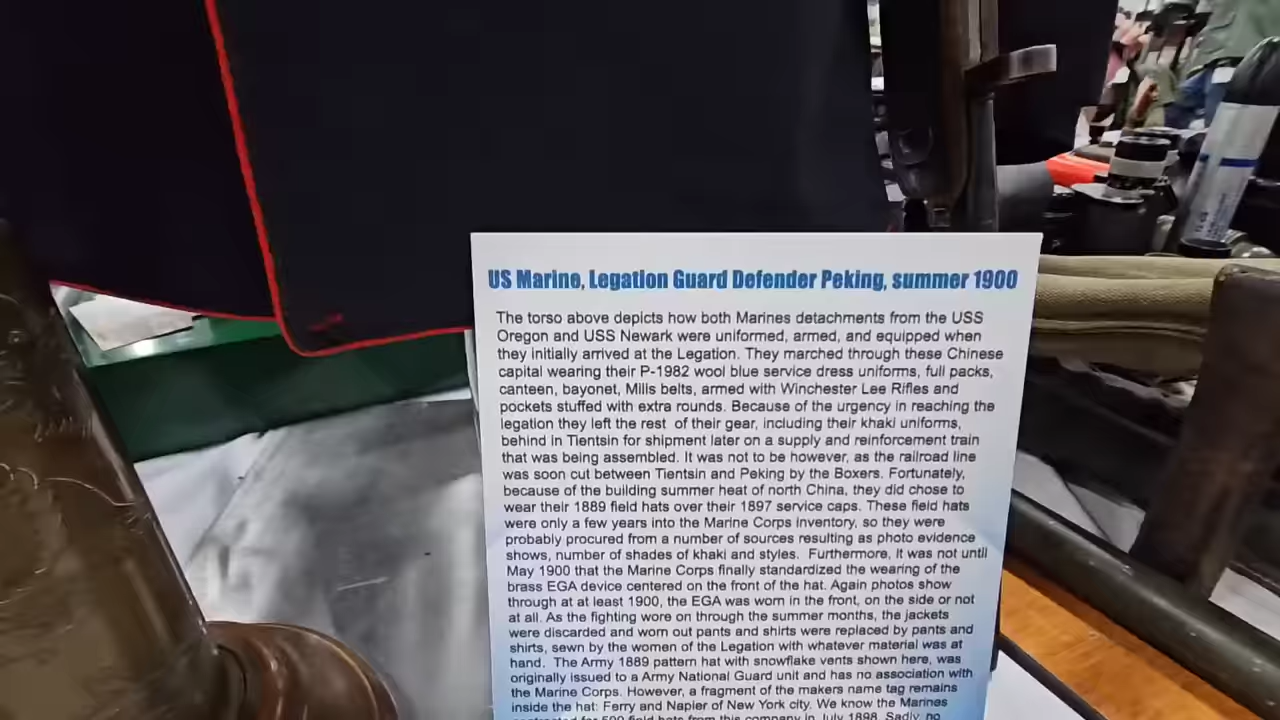 US Marine, Legation Guard Defender Peking, summer 1900
The torso above depicts how both Marines detachments from the USS
Oregon and USS Newark were uniformed, armed, and equipped when
they initially arrived at the Legation. They marched through these Chinese
capital wearing their P-1982 wool blue service dress uniforms, full packs,
canteen, bayonet, Mills belts, armed with Winchester Lee Rifles and
pockets stuffed with extra rounds. Because of the urgency in reaching the
legation they left the rest of their gear, including their khaki uniforms,
behind in Tientsin for shipment later on a supply and reinforcement train
that was being assembled. It was not to be however, as the railroad line
was soon cut between Tientsin and Peking by the Boxers. Fortunately,
because of the building summer heat of north China, they did chose to
wear their 1889 field hats over their 1897 service caps. These field hats
were only a few years into the Marine Corps inventory, so they were
probably procured from a number of sources resulting as photo evidence
shows, number of shades of khaki and styles. Furthermore, it was not until
May 1900 that the Marine Corps finally standardized the wearing of the
brass EGA device centered on the front of the hat. Again photos show
through at at least 1900, the EGA was worn in the front, on the side or not
at all. As the fighting wore on through the summer months, the jackets
were discarded and worn out pants and shirts were replaced by pants and
shirts, sewn by the women of the Legation with whatever material was at
hand. The Army 1889 pattern hat with snowflake vents shown here, was
originally issued to a Army National Guard unit and has no association with
the Marine Corps. However, a fragment of the makers name tag remains
inside the hat: Ferry and Napier of New York city. We know the Marines
contracted for 500 field hats from this company in July 1898. Sadly, no